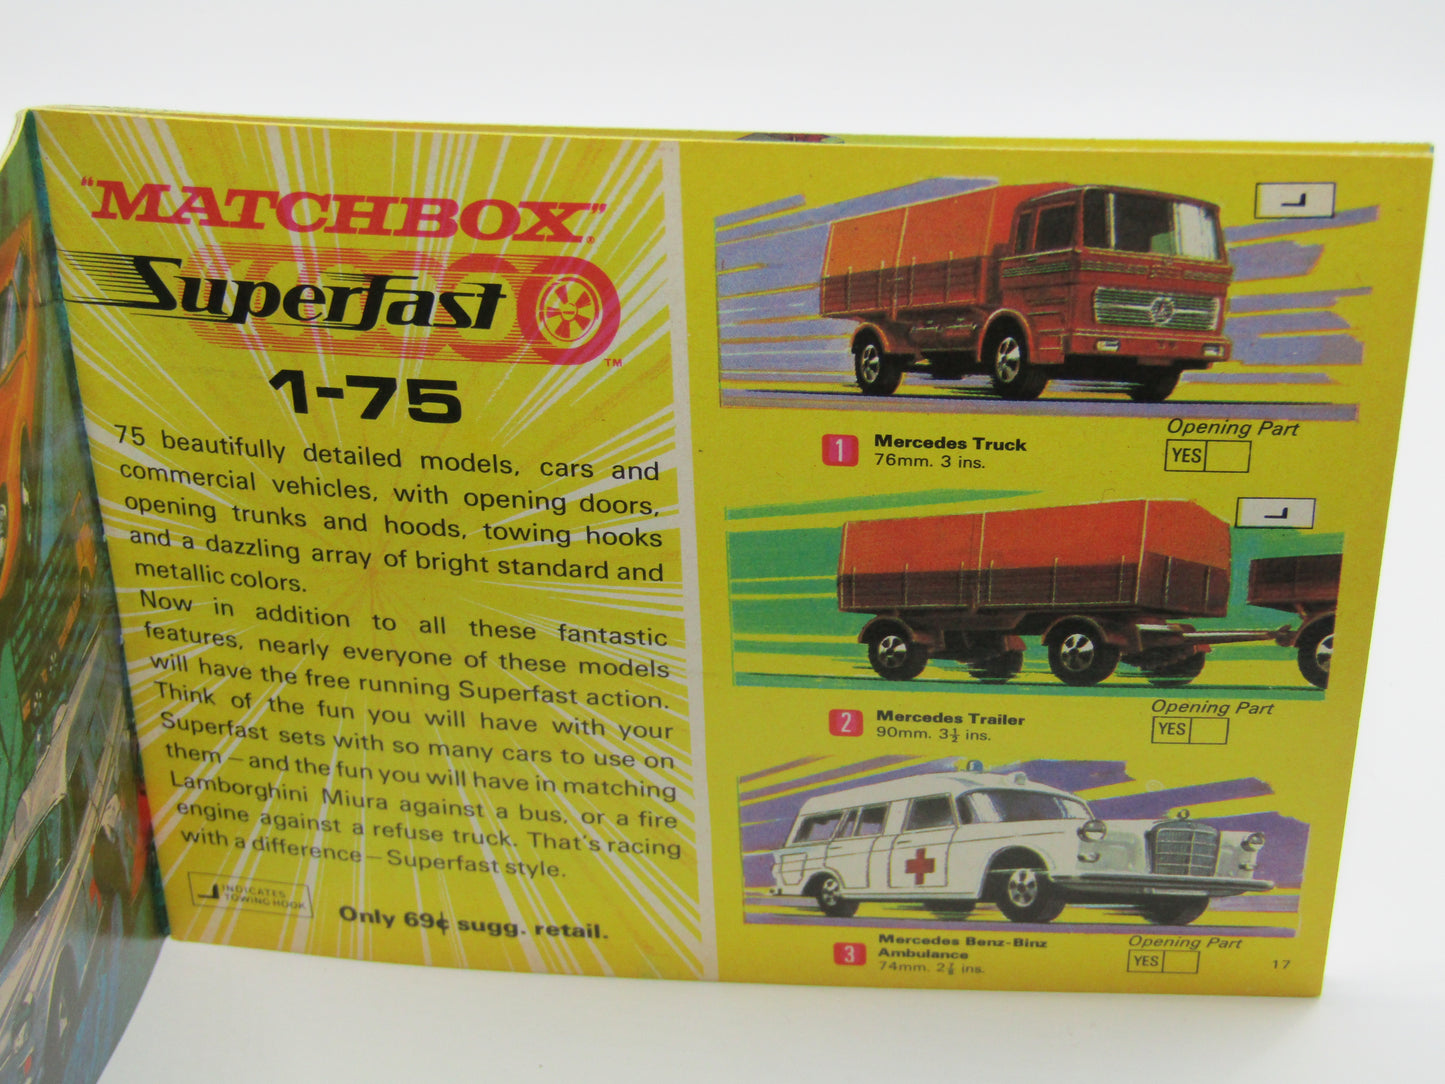 "MATCHBOX"®
Superfast
TM
1-75
75 beautifully detailed models, cars and
commercial vehicles, with opening doors,
opening trunks and hoods, towing hooks
and a dazzling array of bright standard and
metallic colors.
Now in addition to all these fantastic
features, nearly everyone of these models
will have the free running Superfast action.
Think of the fun you will have with your
Superfast sets with so many cars to use on
them – and the fun you will have in matching
Lamborghini Miura against a bus, or a fire
engine against a refuse truck. That's racing
with a difference – Superfast style.
INDICATES
TOWING HOOK
Only 69¢ sugg. retail.
1 Mercedes Truck
76mm. 3 ins.
Opening Part
YES
2 Mercedes Trailer
90mm. 3½ ins.
Opening Part
YES
3 Mercedes Benz-Binz
Ambulance
74mm. 2⅞ ins.
Opening Part
YES
17